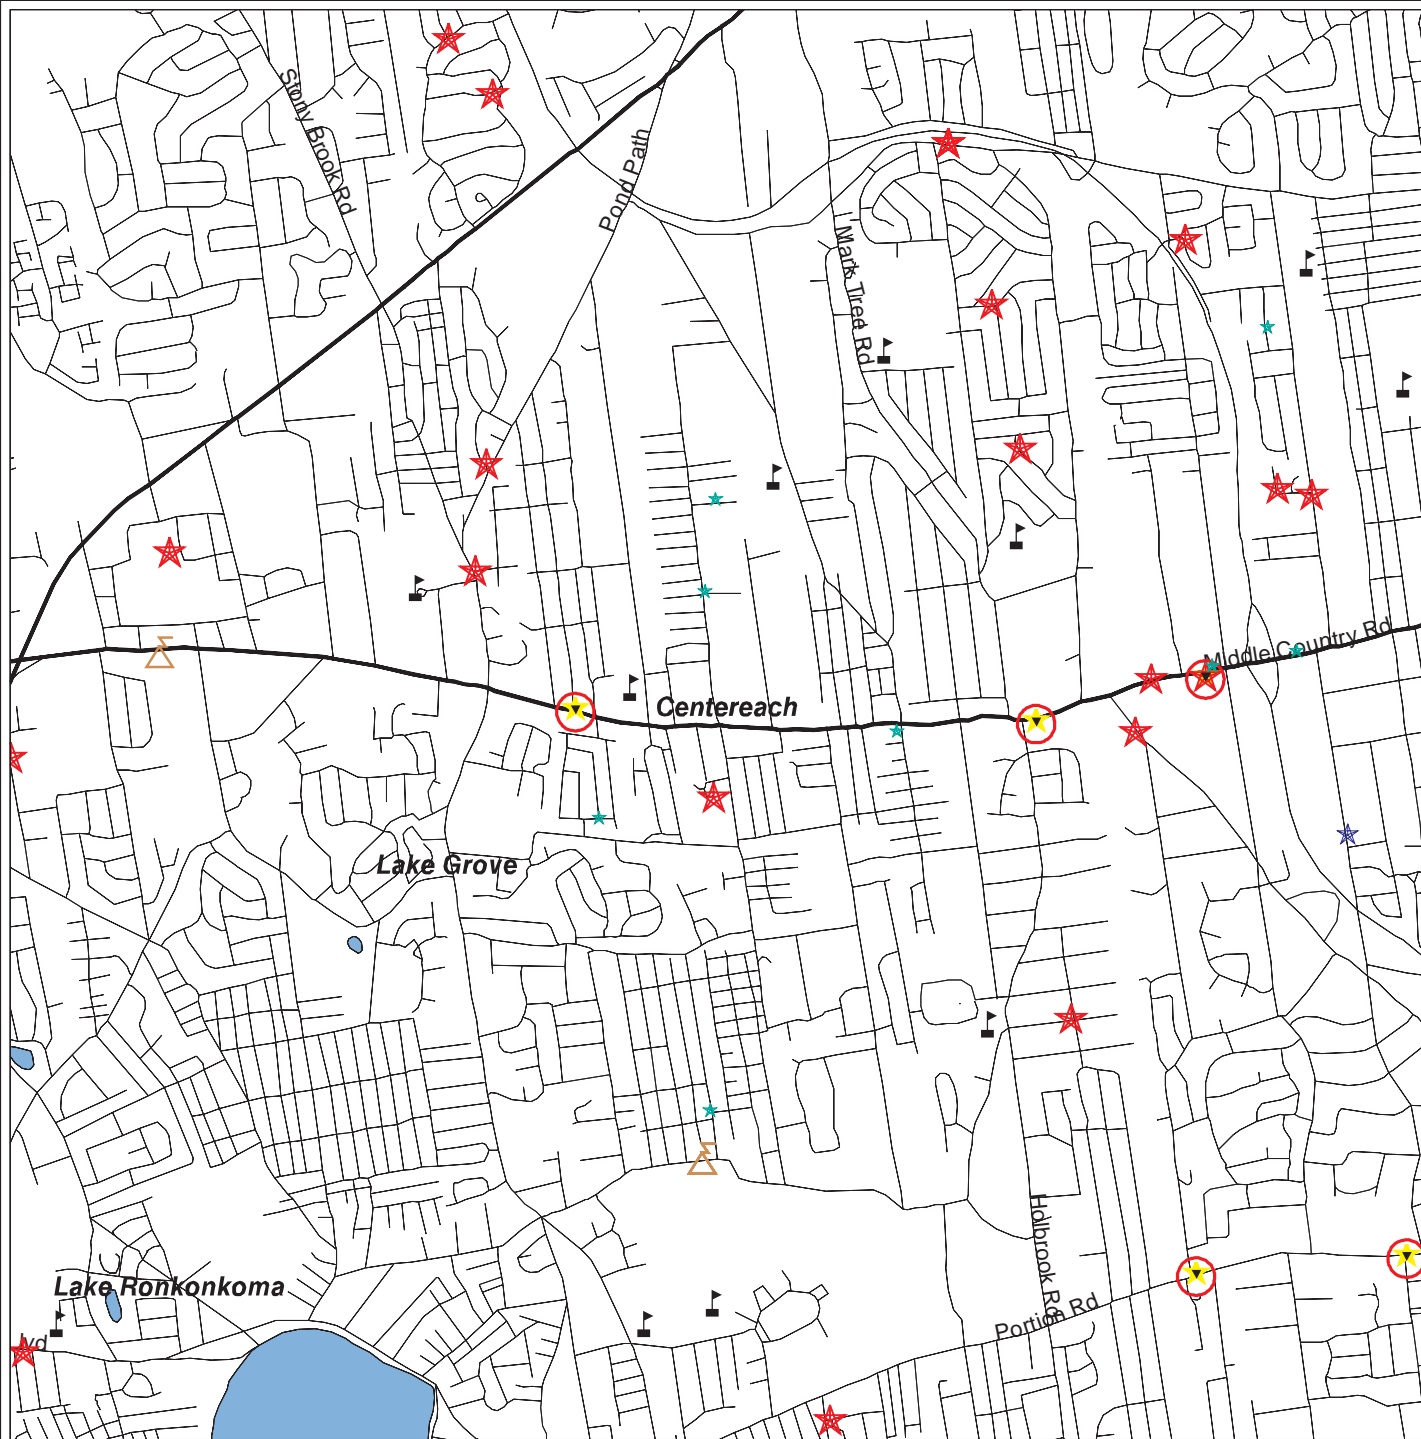 Stony Brook Rd
Pond Path
Mark Tree Rd
Middle Country Rd
Centereach
Lake Grove
Holbrook Rd
Lake Ronkonkoma
Portion Rd
lvd